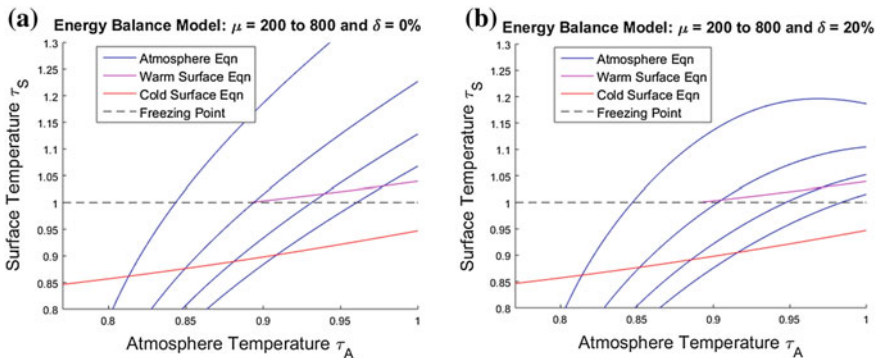 (a)
Energy Balance Model: μ = 200 to 800 and δ = 0%
Surface Temperature τS
1.3
1.25
1.2
1.15
1.1
1.05
1
0.95
0.9
0.85
0.8
Atmosphere Eqn
Warm Surface Eqn
Cold Surface Eqn
Freezing Point
0.8
0.85
0.9
0.95
1
Atmosphere Temperature τA
(b)
Energy Balance Model: μ = 200 to 800 and δ = 20%
Surface Temperature τS
1.3
1.25
1.2
1.15
1.1
1.05
1
0.95
0.9
0.85
0.8
Atmosphere Eqn
Warm Surface Eqn
Cold Surface Eqn
Freezing Point
0.8
0.85
0.9
0.95
1
Atmosphere Temperature τA